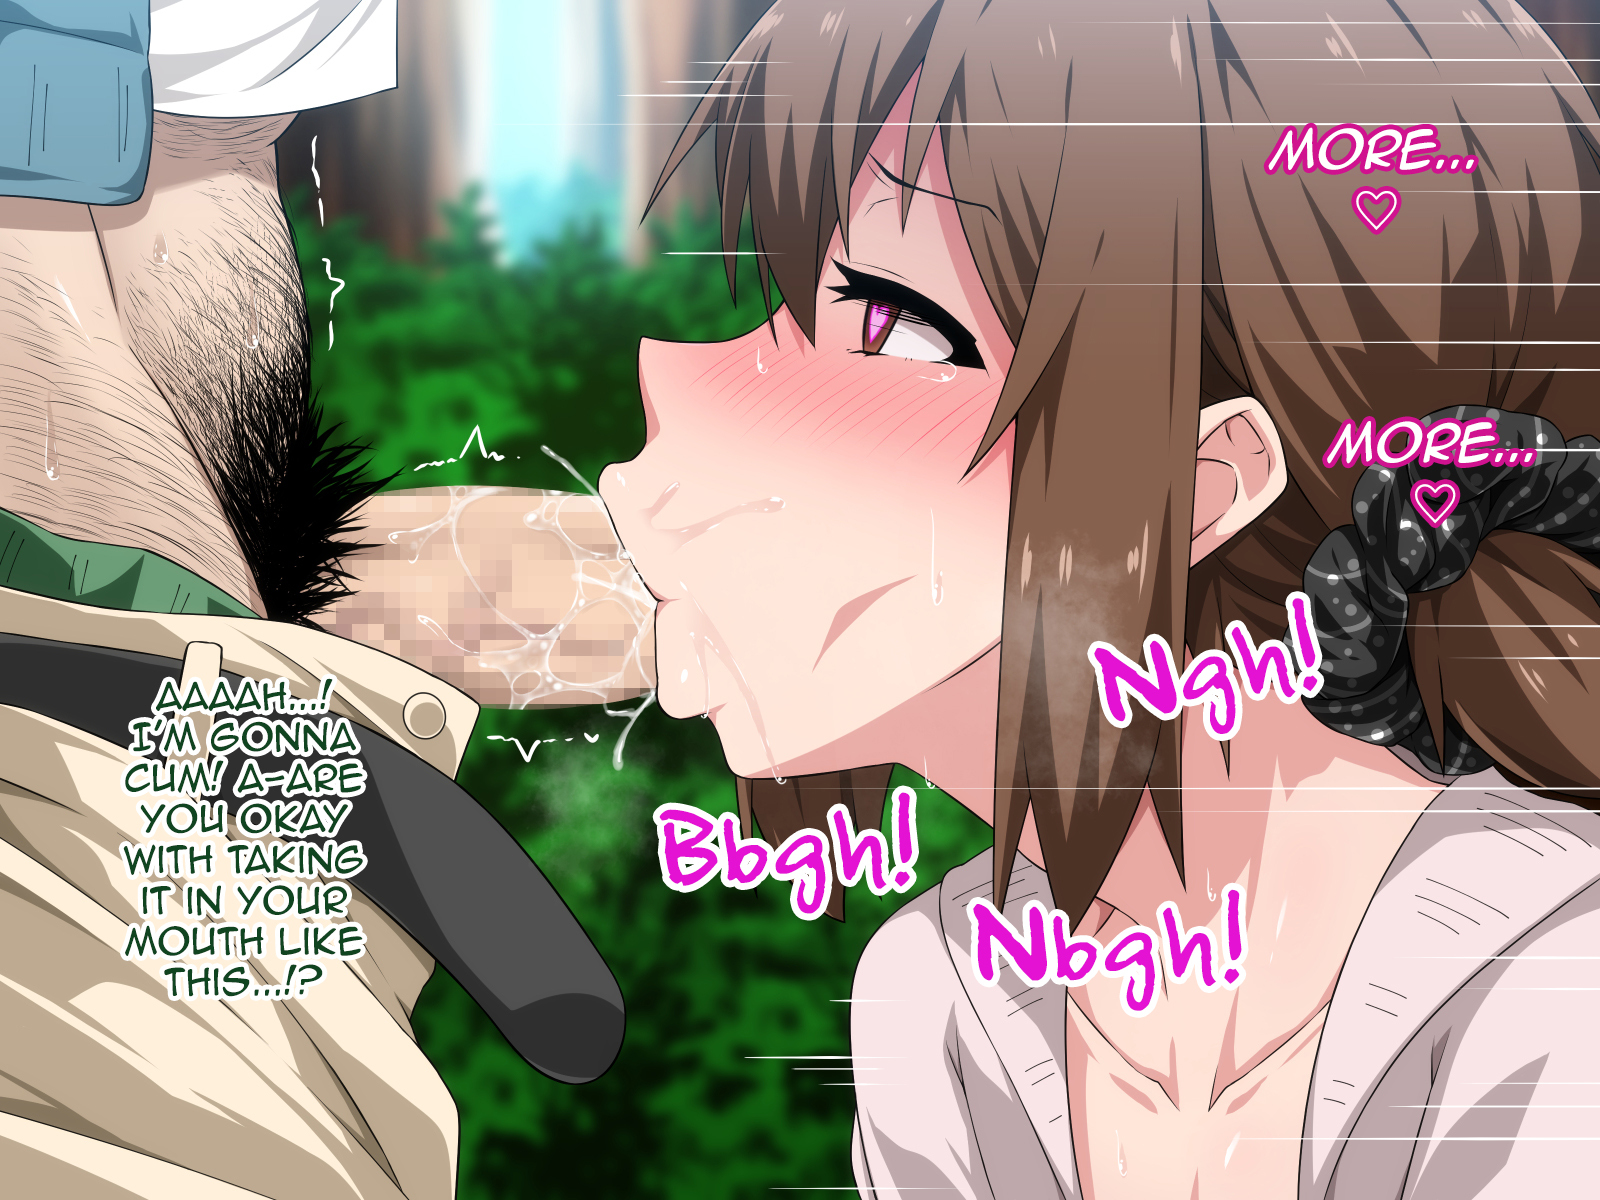 MORE...
♡
MORE...
♡
Ngh!
AAAAH...!
I'M GONNA
CUM! A-ARE
YOU OKAY
WITH TAKING
IT IN YOUR
MOUTH LIKE
THIS...!?
Bbgh!
Nbgh!